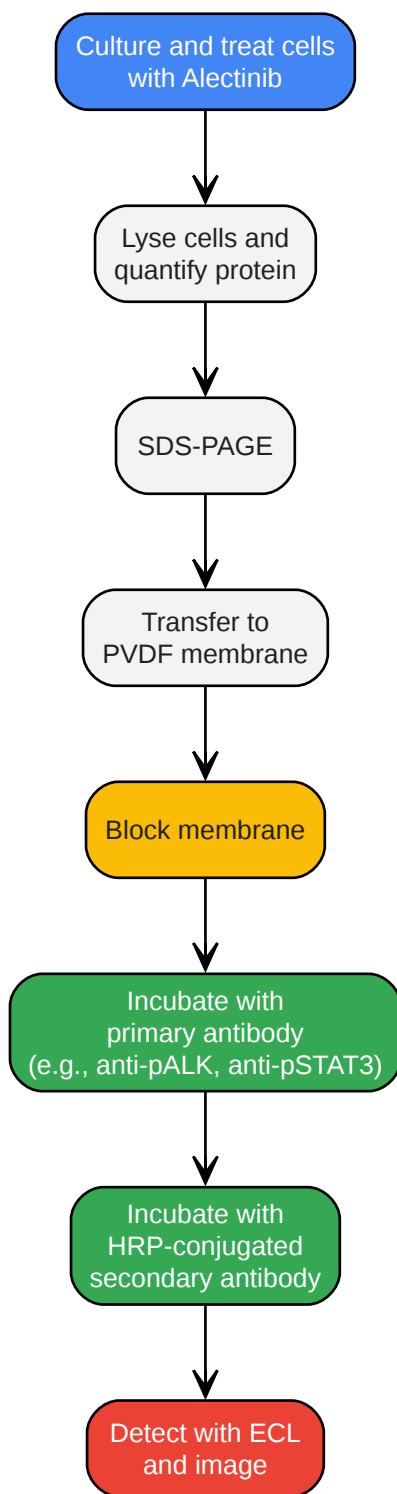 Culture and treat cells
with Alectinib
Lyse cells and
quantify protein
SDS-PAGE
Transfer to
PVDF membrane
Block membrane
Incubate with
primary antibody
(e.g., anti-pALK, anti-pSTAT3)
Incubate with
HRP-conjugated
secondary antibody
Detect with ECL
and image